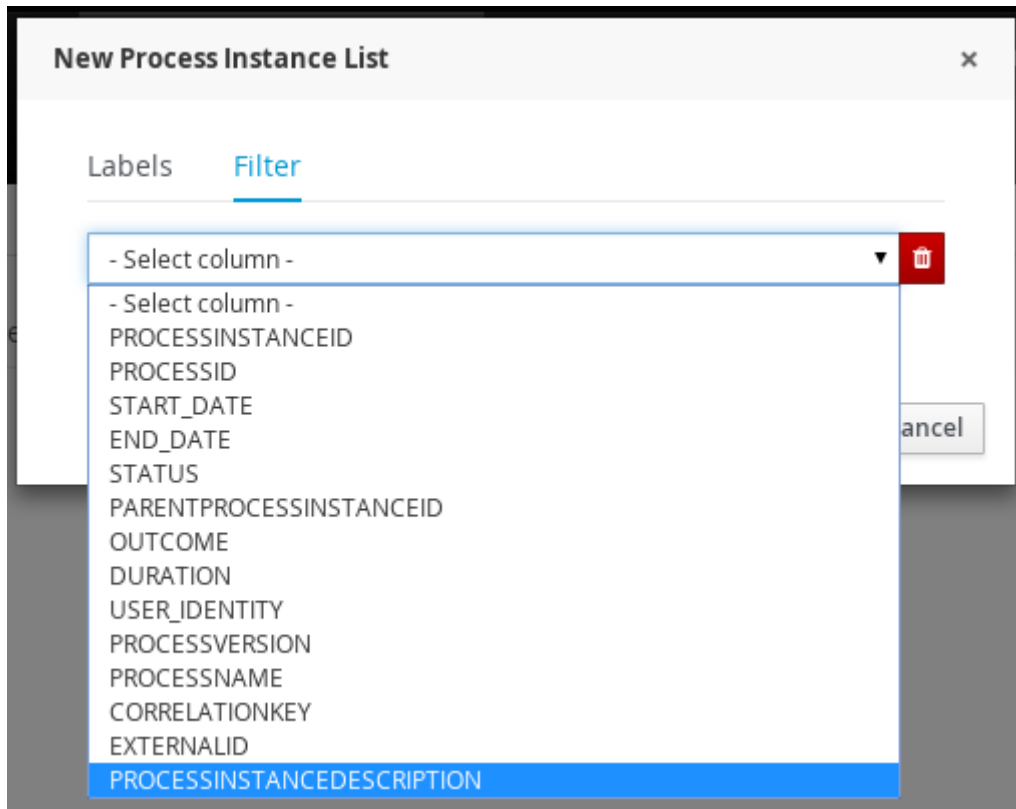 New Process Instance List ×
Labels Filter
- Select column - ▼
- Select column -
PROCESSINSTANCEID
PROCESSID
START_DATE
END_DATE
STATUS
PARENTPROCESSINSTANCEID
OUTCOME
DURATION
USER_IDENTITY
PROCESSVERSION
PROCESSNAME
CORRELATIONKEY
EXTERNALID
PROCESSINSTANCEDESCRIPTION
ancel